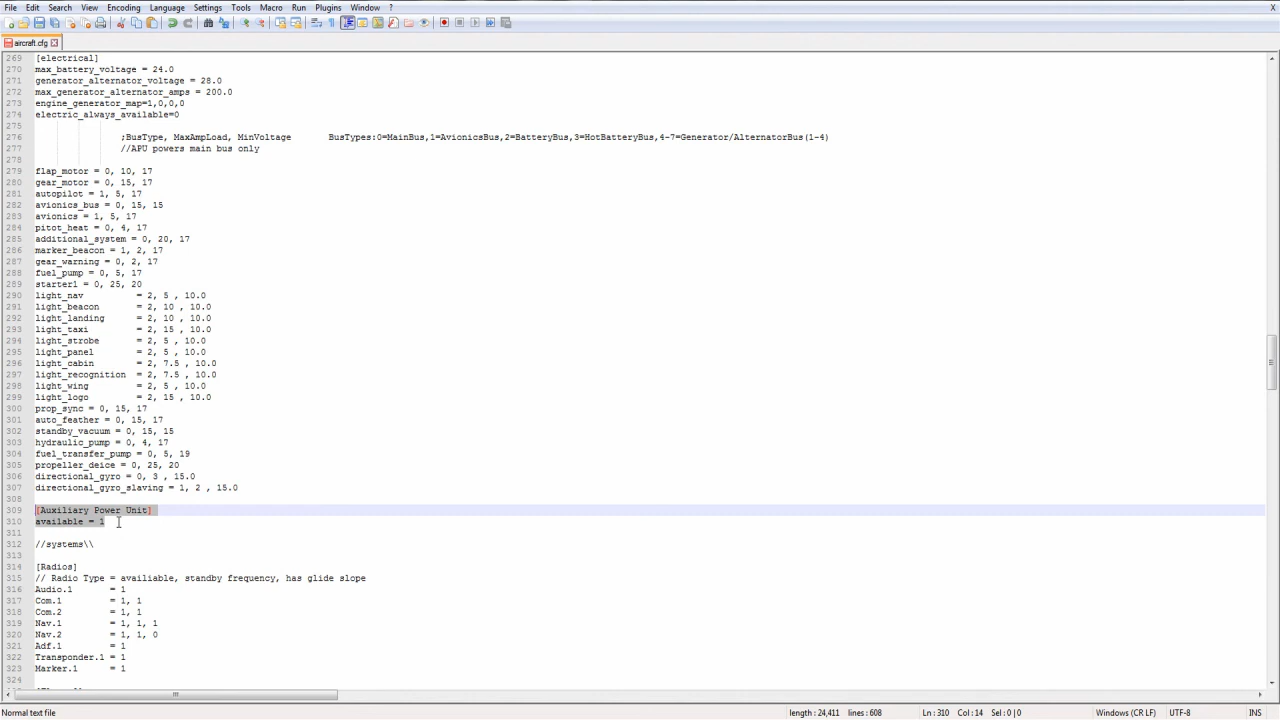 File Edit Search View Encoding Language Settings Tools Macro Run Plugins Window ? X
aircraft.cfg
269 [electrical]
270 max_battery_voltage = 24.0
271 generator_alternator_voltage = 28.0
272 max_generator_alternator_amps = 200.0
273 engine_generator_map=1,0,0,0
274 electric_always_available=0
275
276 ;BusType, MaxAmpLoad, MinVoltage BusTypes:0=MainBus,1=AvionicsBus,2=BatteryBus,3=HotBatteryBus,4-7=Generator/AlternatorBus(1-4)
277 //APU powers main bus only
278
279 flap_motor = 0, 10, 17
280 gear_motor = 0, 15, 17
281 autopilot = 1, 5, 17
282 avionics_bus = 0, 15, 15
283 avionics = 1, 5, 17
284 pitot_heat = 0, 4, 17
285 additional_system = 0, 20, 17
286 marker_beacon = 1, 2, 17
287 gear_warning = 0, 2, 17
288 fuel_pump = 0, 5, 17
289 starter1 = 0, 25, 20
290 light_nav = 2, 5 , 10.0
291 light_beacon = 2, 10 , 10.0
292 light_landing = 2, 10 , 10.0
293 light_taxi = 2, 15 , 10.0
294 light_strobe = 2, 5 , 10.0
295 light_panel = 2, 5 , 10.0
296 light_cabin = 2, 7.5 , 10.0
297 light_recognition = 2, 7.5 , 10.0
298 light_wing = 2, 5 , 10.0
299 light_logo = 2, 15 , 10.0
300 prop_sync = 0, 15, 17
301 auto_feather = 0, 15, 17
302 standby_vacuum = 0, 15, 15
303 hydraulic_pump = 0, 4, 17
304 fuel_transfer_pump = 0, 5, 19
305 propeller_deice = 0, 25, 20
306 directional_gyro = 0, 3 , 15.0
307 directional_gyro_slaving = 1, 2 , 15.0
308
309 [Auxiliary Power Unit]
310 available = 1
311
312 //systems\\
313
314 [Radios]
315 // Radio Type = availiable, standby frequency, has glide slope
316 Audio.1 = 1
317 Com.1 = 1, 1
318 Com.2 = 1, 1
319 Nav.1 = 1, 1, 1
320 Nav.2 = 1, 1, 0
321 Adf.1 = 1
322 Transponder.1 = 1
323 Marker.1 = 1
324
Normal text file length : 24,411 lines : 608 Ln : 310 Col : 14 Sel : 0 | 0 Windows (CR LF) UTF-8 INS